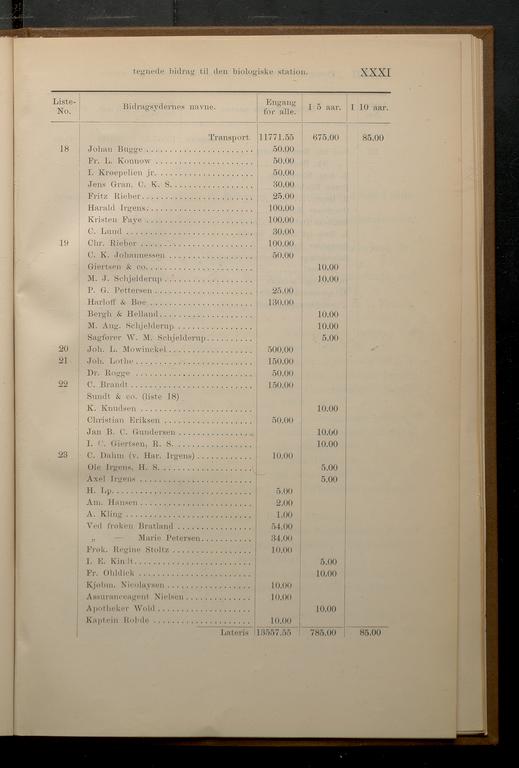 tegnede bidrag til den biologiske station. XXXI
Liste-No. Bidragsydernes navne. Engang for alle. I 5 aar. I 10 aar.
Transport 11771.55 675.00 85.00
18 Johan Bugge 50.00
Fr. L. Konow 50.00
I. Kroepelien jr. 50.00
Jens Gran, C. K. S. 30.00
Fritz Rieber 25.00
Harald Irgens 100.00
Kristen Faye 100.00
C. Lund 30.00
19 Chr. Rieber 100.00
C. K. Johannessen 50.00
Giertsen & co. 10.00
M. J. Schjelderup 10.00
P. G. Pettersen 25.00
Harloff & Bøe 130.00
Bergh & Helland 10.00
M. Aug. Schjelderup 10.00
Sagfører W. M. Schjelderup 5.00
20 Joh. L. Mowinckel 500.00
21 Joh. Lothe 150.00
Dr. Rogge 50.00
22 C. Brandt 150.00
Sundt & co. (liste 18)
K. Knudsen 10.00
Christian Eriksen 50.00
Jan B. C. Gundersen 10.00
I. C. Giertsen, R. S. 10.00
23 C. Dahm (v. Har. Irgens) 10.00
Ole Irgens, H. S. 5.00
Axel Irgens 5.00
H. Lp. 5.00
Am. Hansen 2.00
A. Kling 1.00
Ved frøken Bratland 54.00
„ — Marie Petersen 34.00
Frøk. Regine Stoltz 10.00
I. E. Kindt 5.00
Fr. Ohldick 10.00
Kjøbm. Nicolaysen 10.00
Assuranceagent Nielsen 10.00
Apotheker Wold 10.00
Kaptein Rohde 10.00
Lateris 13557.55 785.00 85.00